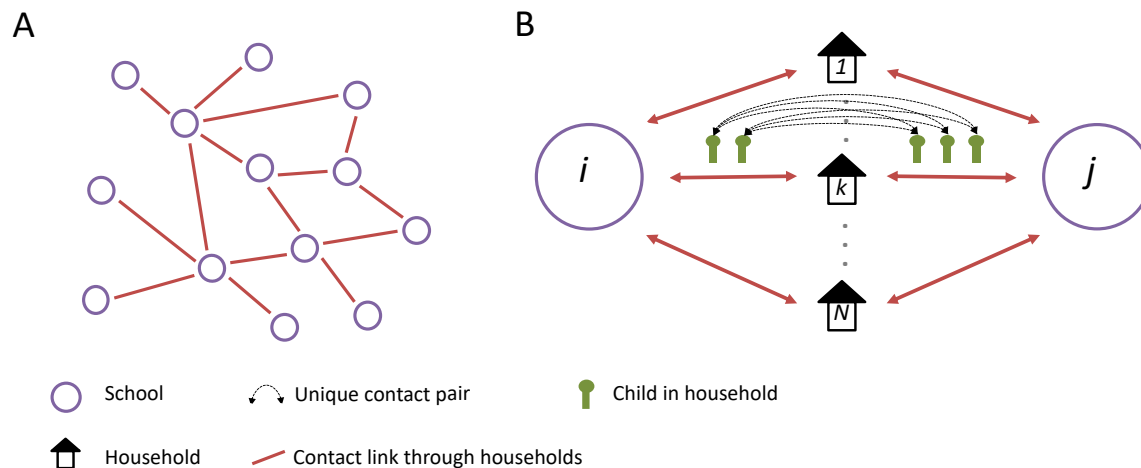 A
B
1
i
k
j
N
School
Unique contact pair
Child in household
Household
Contact link through households